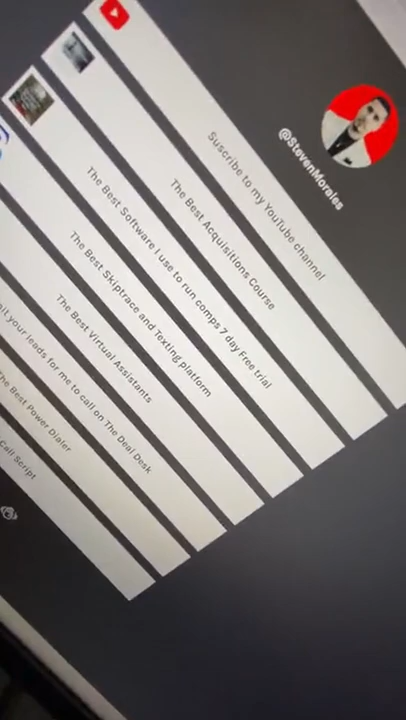 @StevenMorales
Suscribe to my YouTube channel
The Best Acquisitions Course
The Best Software I use to run comps 7 day Free trial
The Best Skiptrace and Texting platform
The Best Virtual Assistants
your leads for me to call on The Deal Desk
The Best Power Dialer
Call Script